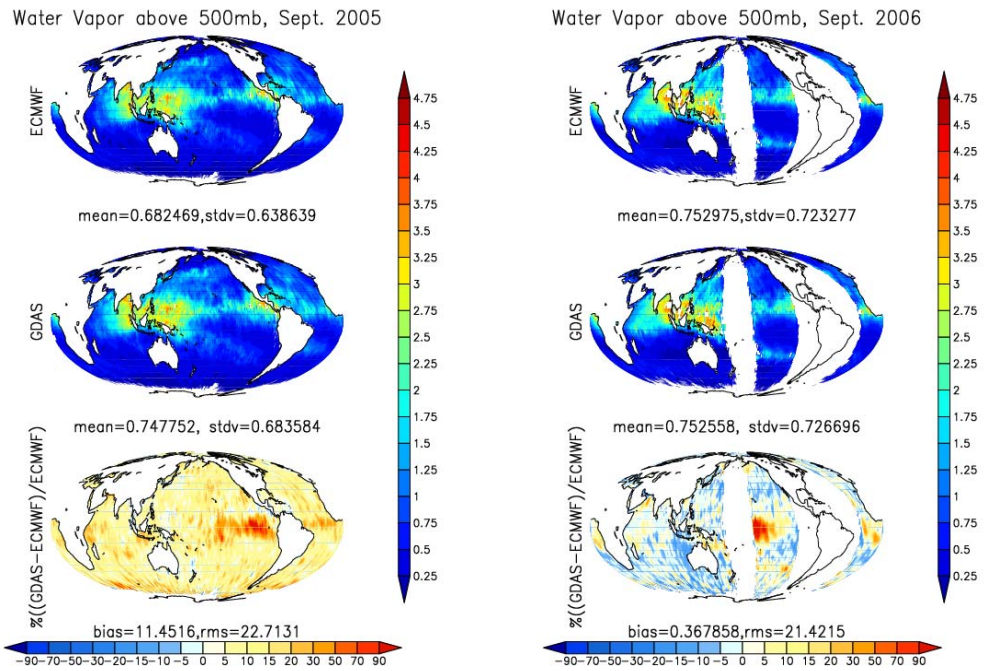 Water Vapor above 500mb, Sept. 2005
ECMWF
4.75
4.5
4.25
4
3.75
3.5
3.25
3
2.75
2.5
2.25
2
1.75
1.5
1.25
1
0.75
0.5
0.25
mean=0.682469,stdv=0.638639
GDAS
mean=0.747752, stdv=0.683584
%((GDAS-ECMWF)/ECMWF)
bias=11.4516,rms=22.7131
-90-70-50-30-20-15-10 -5 0 5 10 15 20 30 50 70 90
Water Vapor above 500mb, Sept. 2006
ECMWF
4.75
4.5
4.25
4
3.75
3.5
3.25
3
2.75
2.5
2.25
2
1.75
1.5
1.25
1
0.75
0.5
0.25
mean=0.752975,stdv=0.723277
GDAS
mean=0.752558, stdv=0.726696
%((GDAS-ECMWF)/ECMWF)
bias=0.367858,rms=21.4215
-90-70-50-30-20-15-10 -5 0 5 10 15 20 30 50 70 90